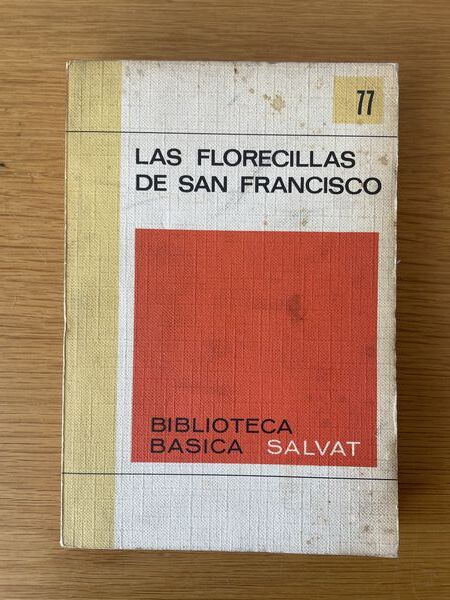 77
LAS FLORECILLAS
DE SAN FRANCISCO
BIBLIOTECA
BASICA SALVAT